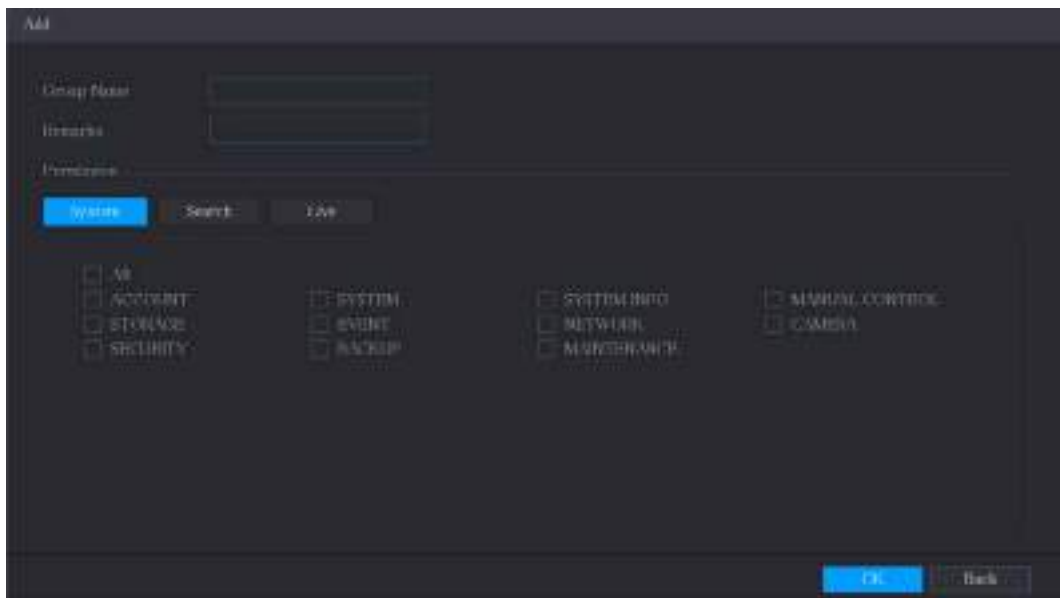 Add
Group Name
Remarks
Permission
System Search Live
All
ACCOUNT SYSTEM SYSTEM INFO MANUAL CONTROL
STORAGE EVENT NETWORK CAMERA
SECURITY BACKUP MAINTENANCE
OK Back